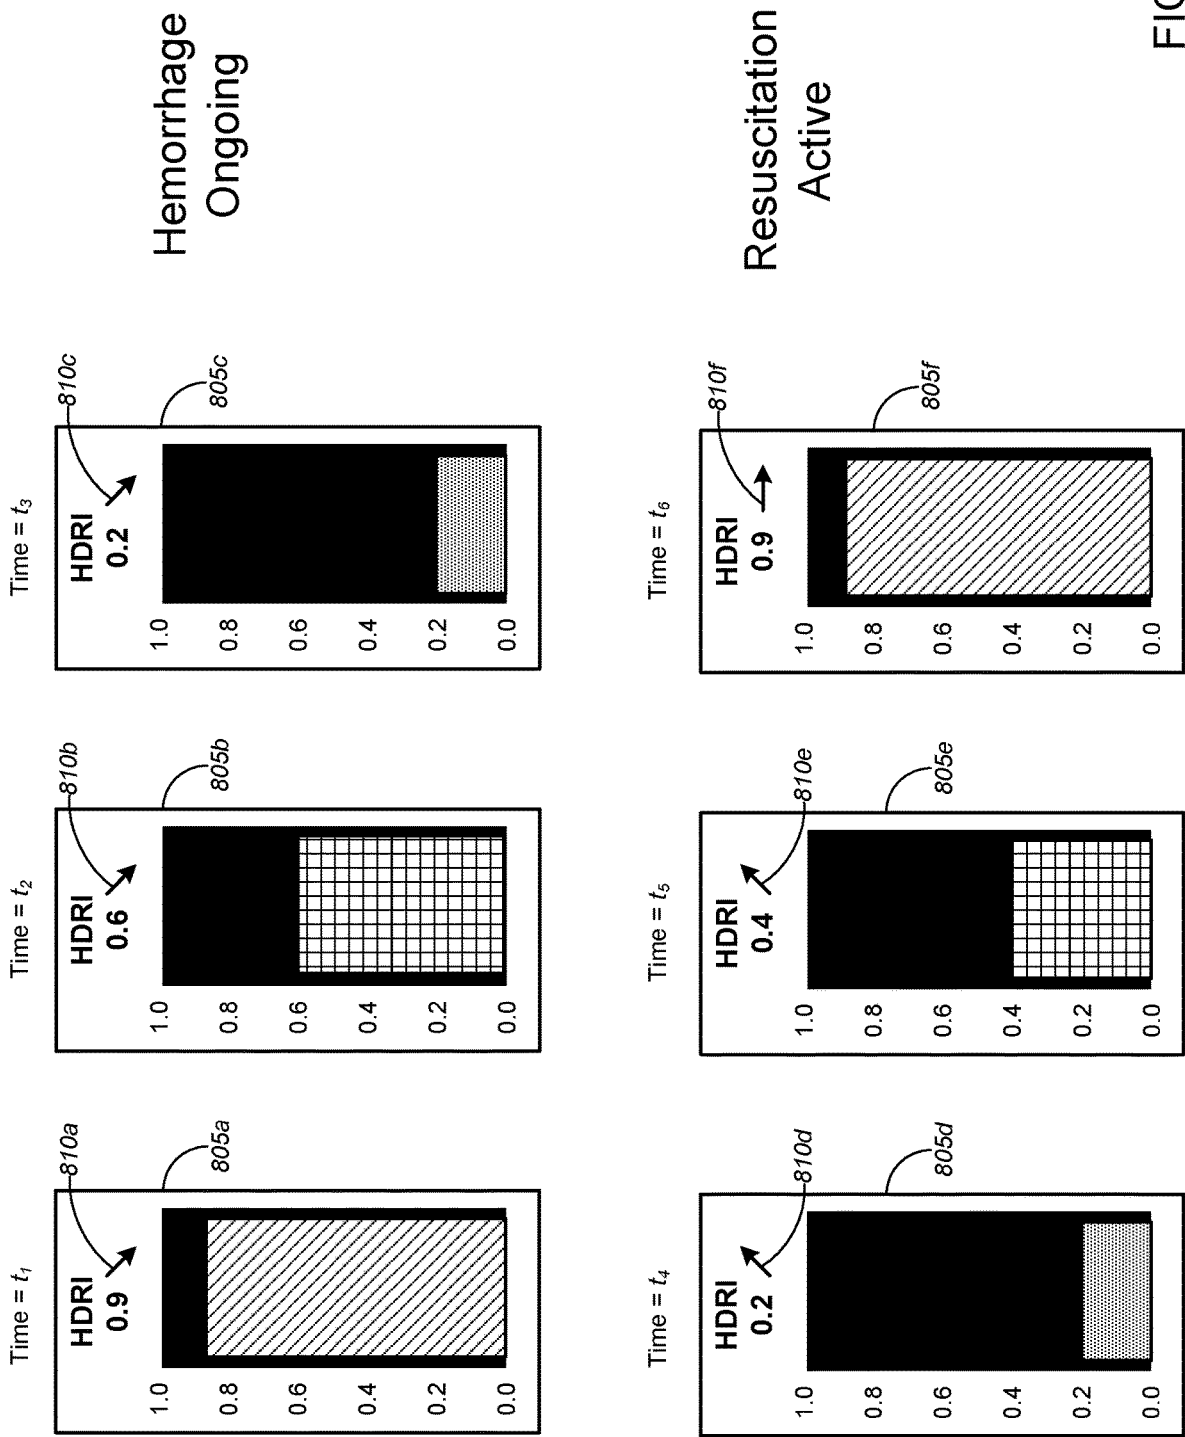 Time = t₁
810a
HDRI
0.9
805a
1.0
0.8
0.6
0.4
0.2
0.0
Time = t₂
810b
HDRI
0.6
805b
1.0
0.8
0.6
0.4
0.2
0.0
Time = t₃
810c
HDRI
0.2
805c
1.0
0.8
0.6
0.4
0.2
0.0
Hemorrhage
Ongoing
Time = t₄
810d
HDRI
0.2
805d
1.0
0.8
0.6
0.4
0.2
0.0
Time = t₅
810e
HDRI
0.4
805e
1.0
0.8
0.6
0.4
0.2
0.0
Time = t₆
810f
HDRI
0.9
805f
1.0
0.8
0.6
0.4
0.2
0.0
Resuscitation
Active